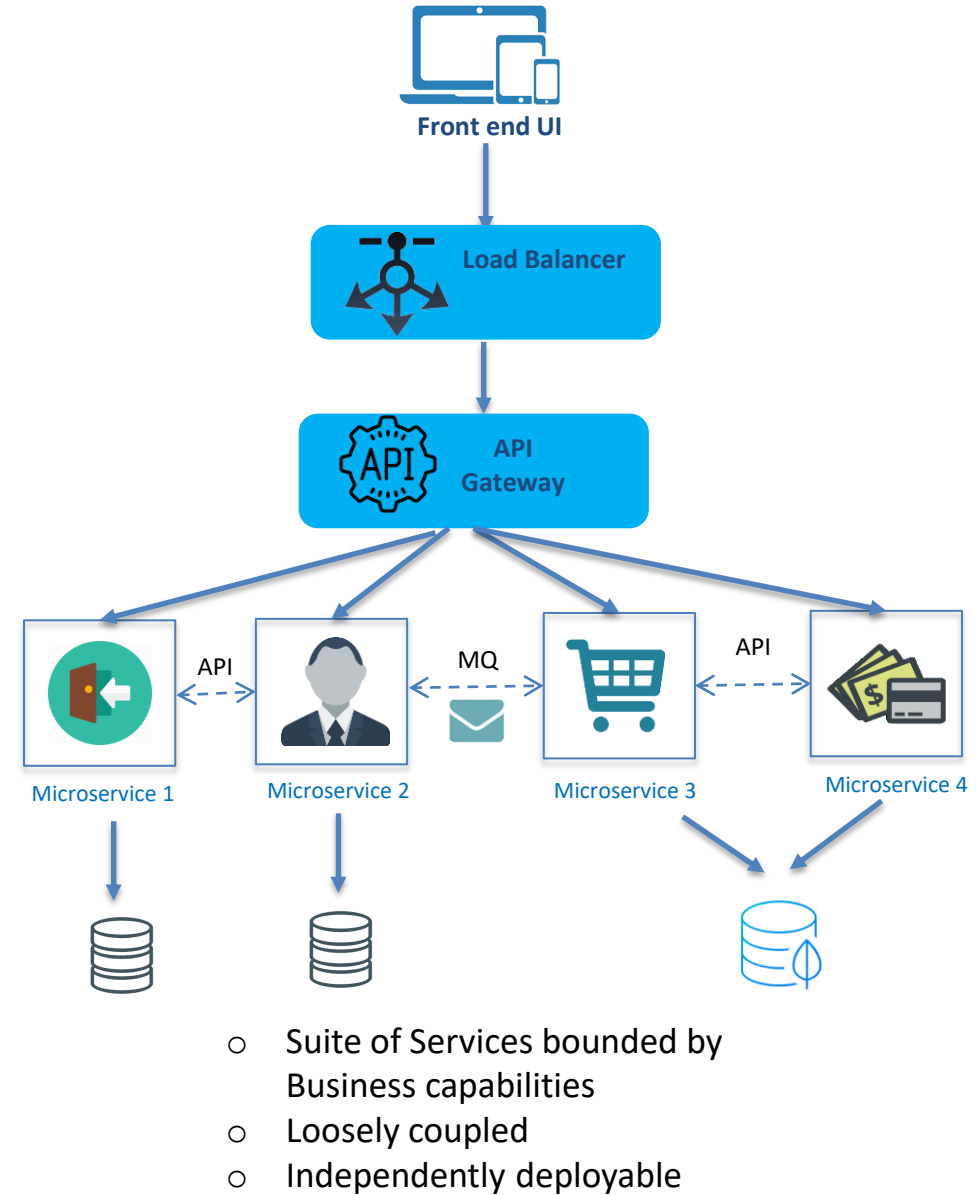 Front end UI
Load Balancer
API
API
Gateway
API
MQ
API
$
Microservice 1
Microservice 2
Microservice 3
Microservice 4
o Suite of Services bounded by
Business capabilities
o Loosely coupled
o Independently deployable